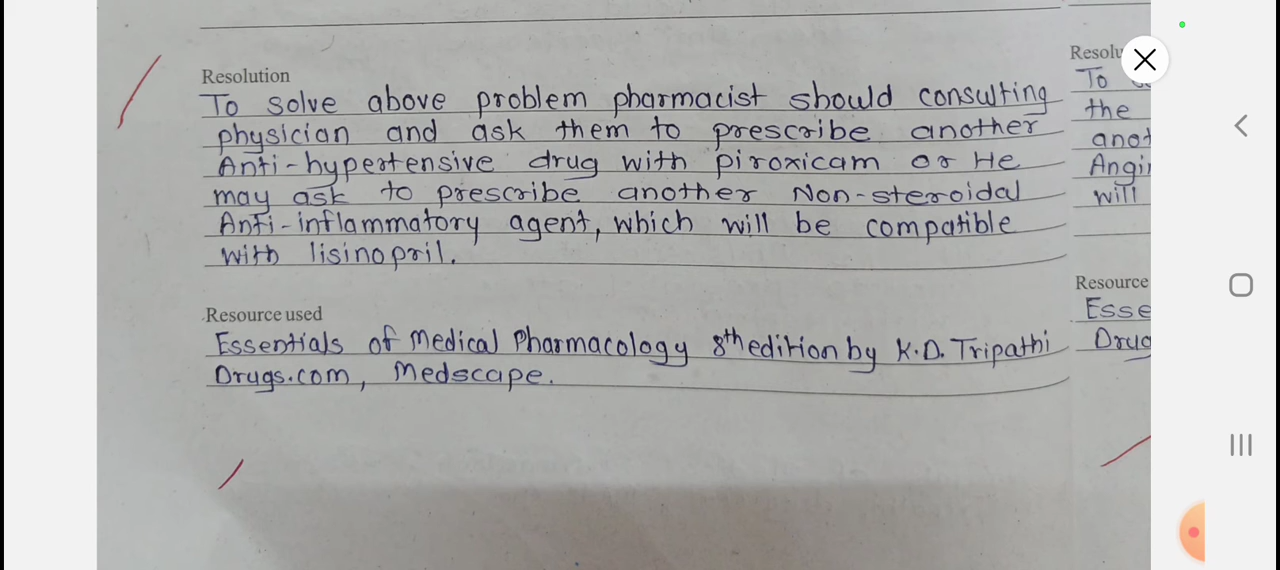 Resolution
To solve above problem pharmacist should consulting
physician and ask them to prescribe another
Anti-hypertensive drug with piroxicam or He
may ask to prescribe another Non-steroidal
Anti-inflammatory agent, which will be compatible
with lisinopril.
Resource used
Essentials of Medical Pharmacology 8th edition by K.D. Tripathi
Drugs.com, Medscape.
Resolu
To
the
anot
Angi
will
Resource
Esse
Drug